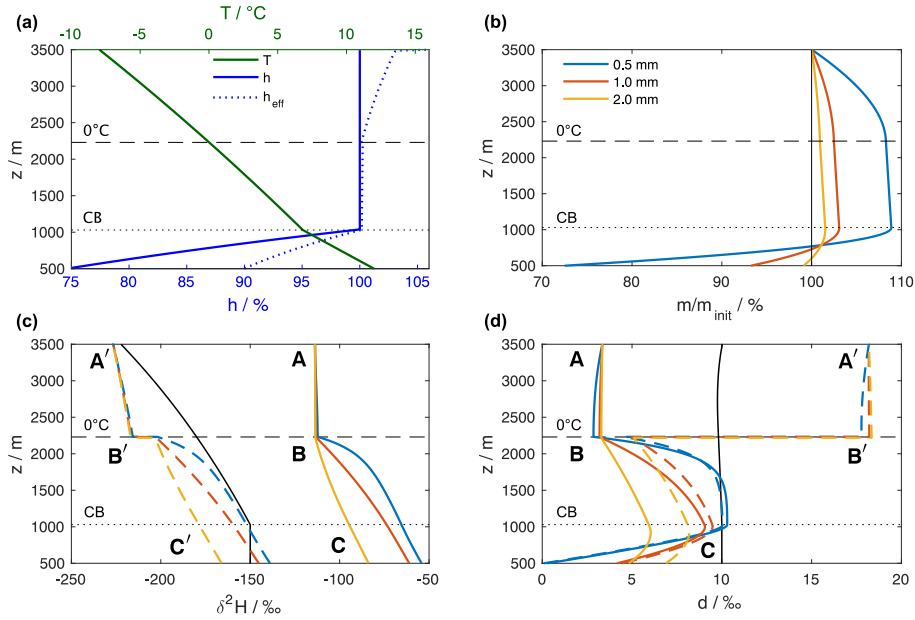 (a)
T / °C
-10 -5 0 5 10 15
3500
3000
2500
2000
1500
1000
500
z / m
T
h
h_eff
0°C
CB
75 80 85 90 95 100 105
h / %
(b)
3500
3000
2500
2000
1500
1000
500
z / m
0.5 mm
1.0 mm
2.0 mm
0°C
CB
70 80 90 100 110
m/m_init / %
(c)
3500
3000
2500
2000
1500
1000
500
z / m
A′
A
0°C
B′
B
CB
C′
C
-250 -200 -150 -100 -50
δ²H / ‰
(d)
3500
3000
2500
2000
1500
1000
500
z / m
A
A′
0°C
B
B′
CB
C
0 5 10 15 20
d / ‰